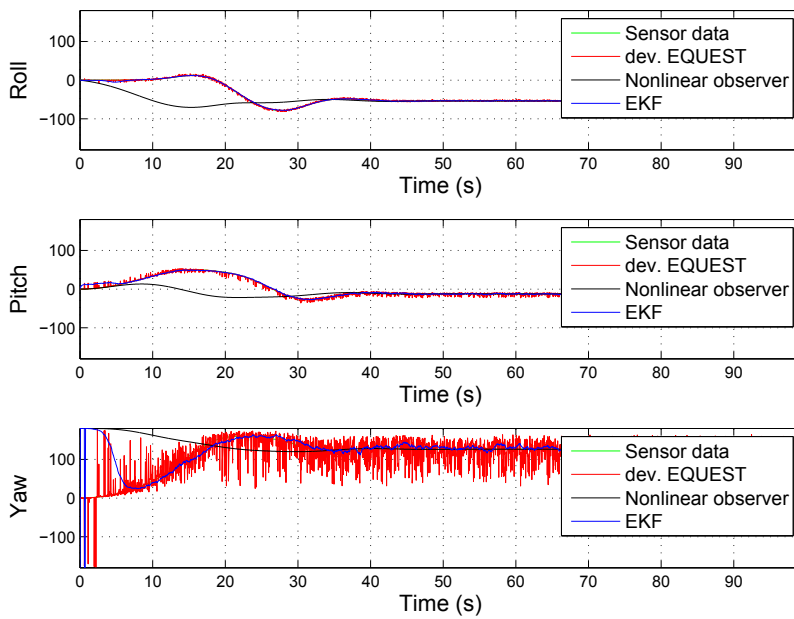 100
0
−100
Roll
0 10 20 30 40 50 60 70 80 90
Time (s)
Sensor data
dev. EQUEST
Nonlinear observer
EKF
100
0
−100
Pitch
0 10 20 30 40 50 60 70 80 90
Time (s)
Sensor data
dev. EQUEST
Nonlinear observer
EKF
100
0
−100
Yaw
0 10 20 30 40 50 60 70 80 90
Time (s)
Sensor data
dev. EQUEST
Nonlinear observer
EKF